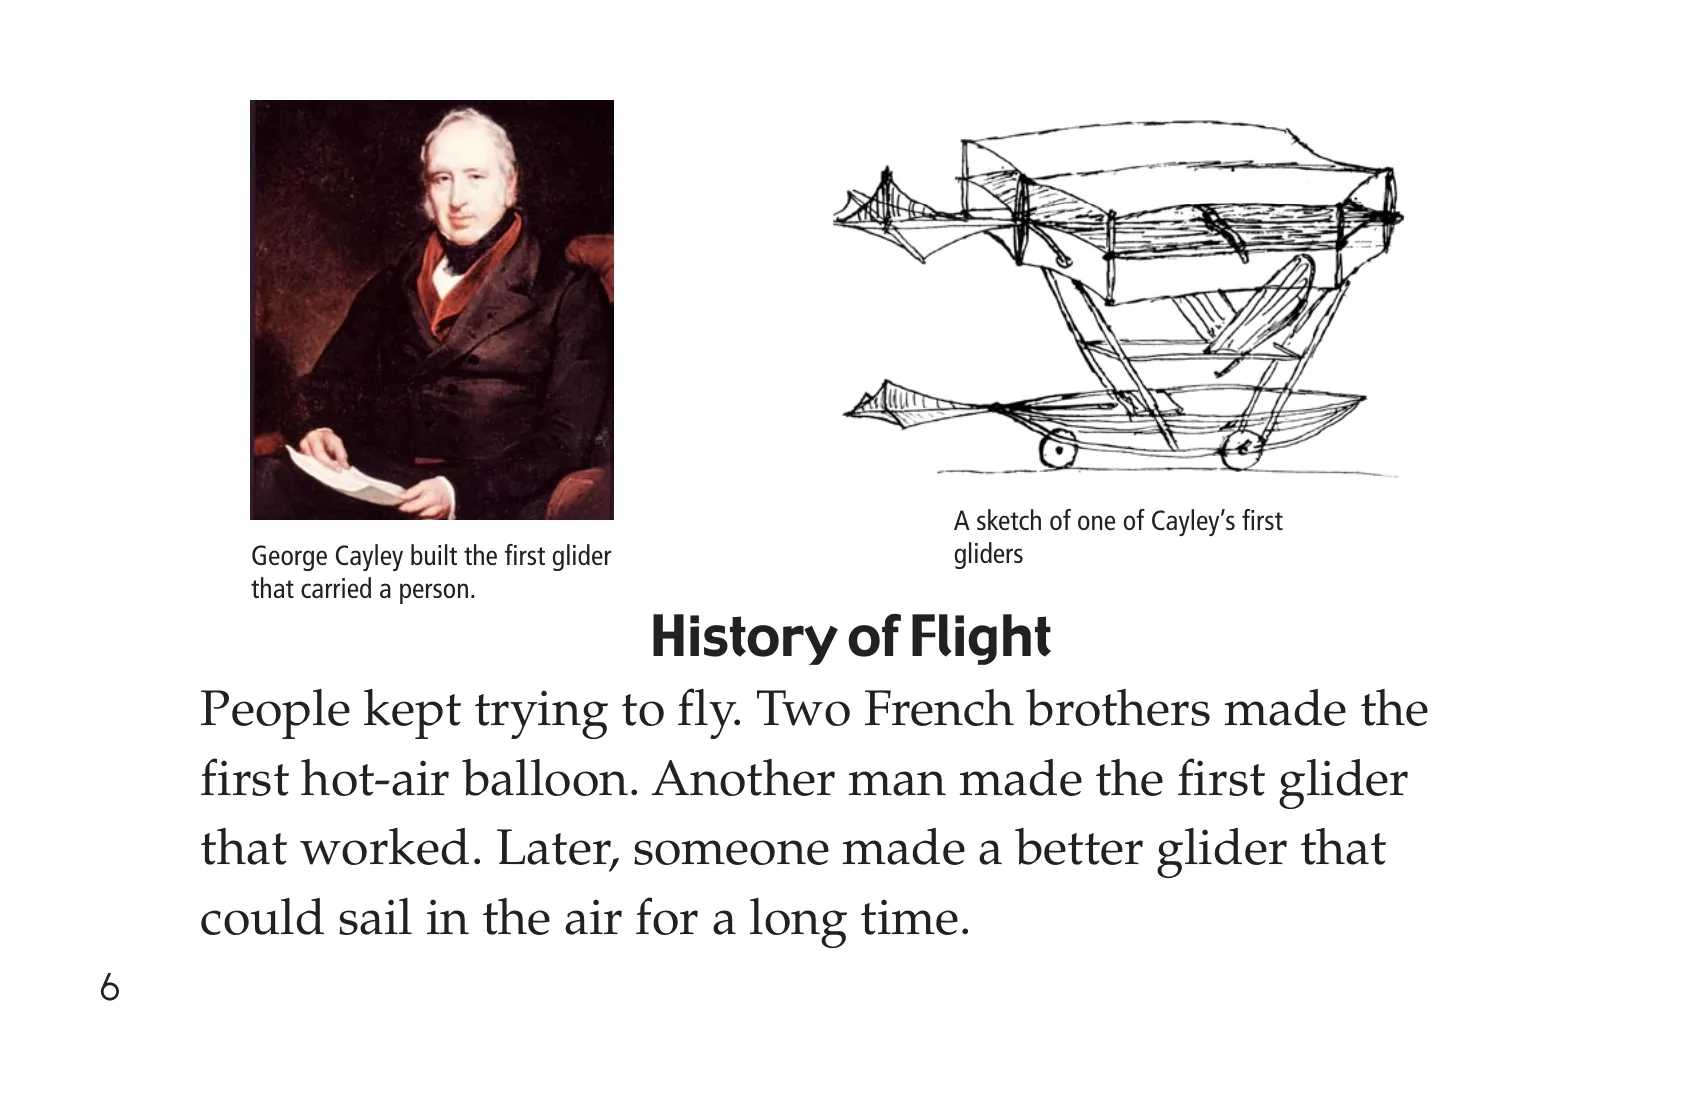 George Cayley built the first glider
that carried a person.
A sketch of one of Cayley’s first
gliders
History of Flight
People kept trying to fly. Two French brothers made the
first hot-air balloon. Another man made the first glider
that worked. Later, someone made a better glider that
could sail in the air for a long time.
6